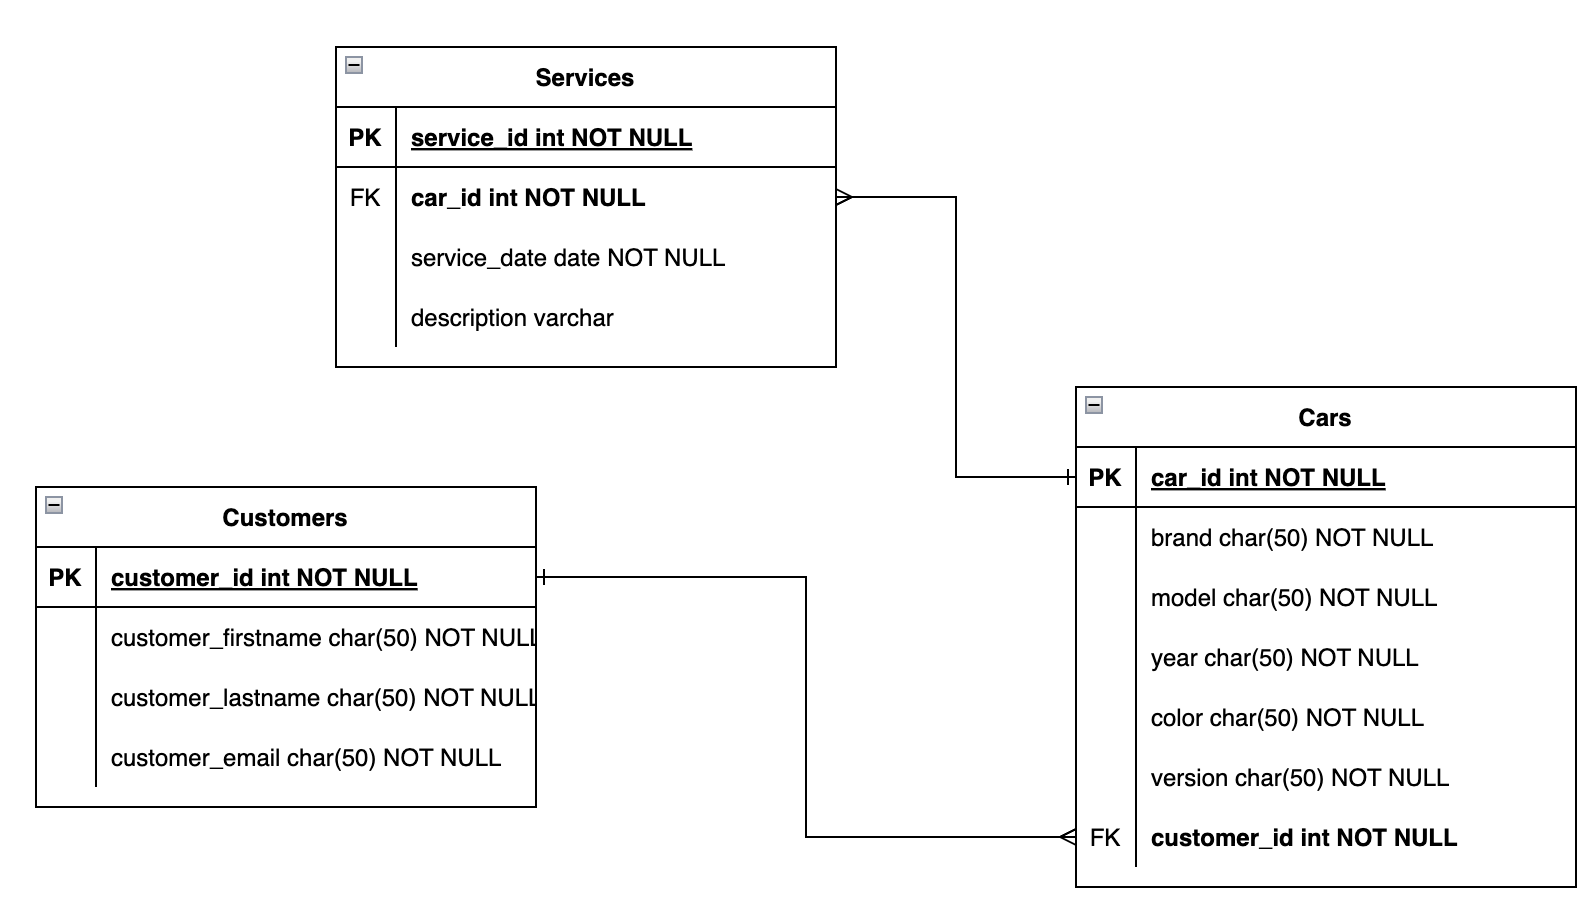 Services
PK service_id int NOT NULL
FK car_id int NOT NULL
service_date date NOT NULL
description varchar
Customers
PK customer_id int NOT NULL
customer_firstname char(50) NOT NULL
customer_lastname char(50) NOT NULL
customer_email char(50) NOT NULL
Cars
PK car_id int NOT NULL
brand char(50) NOT NULL
model char(50) NOT NULL
year char(50) NOT NULL
color char(50) NOT NULL
version char(50) NOT NULL
FK customer_id int NOT NULL